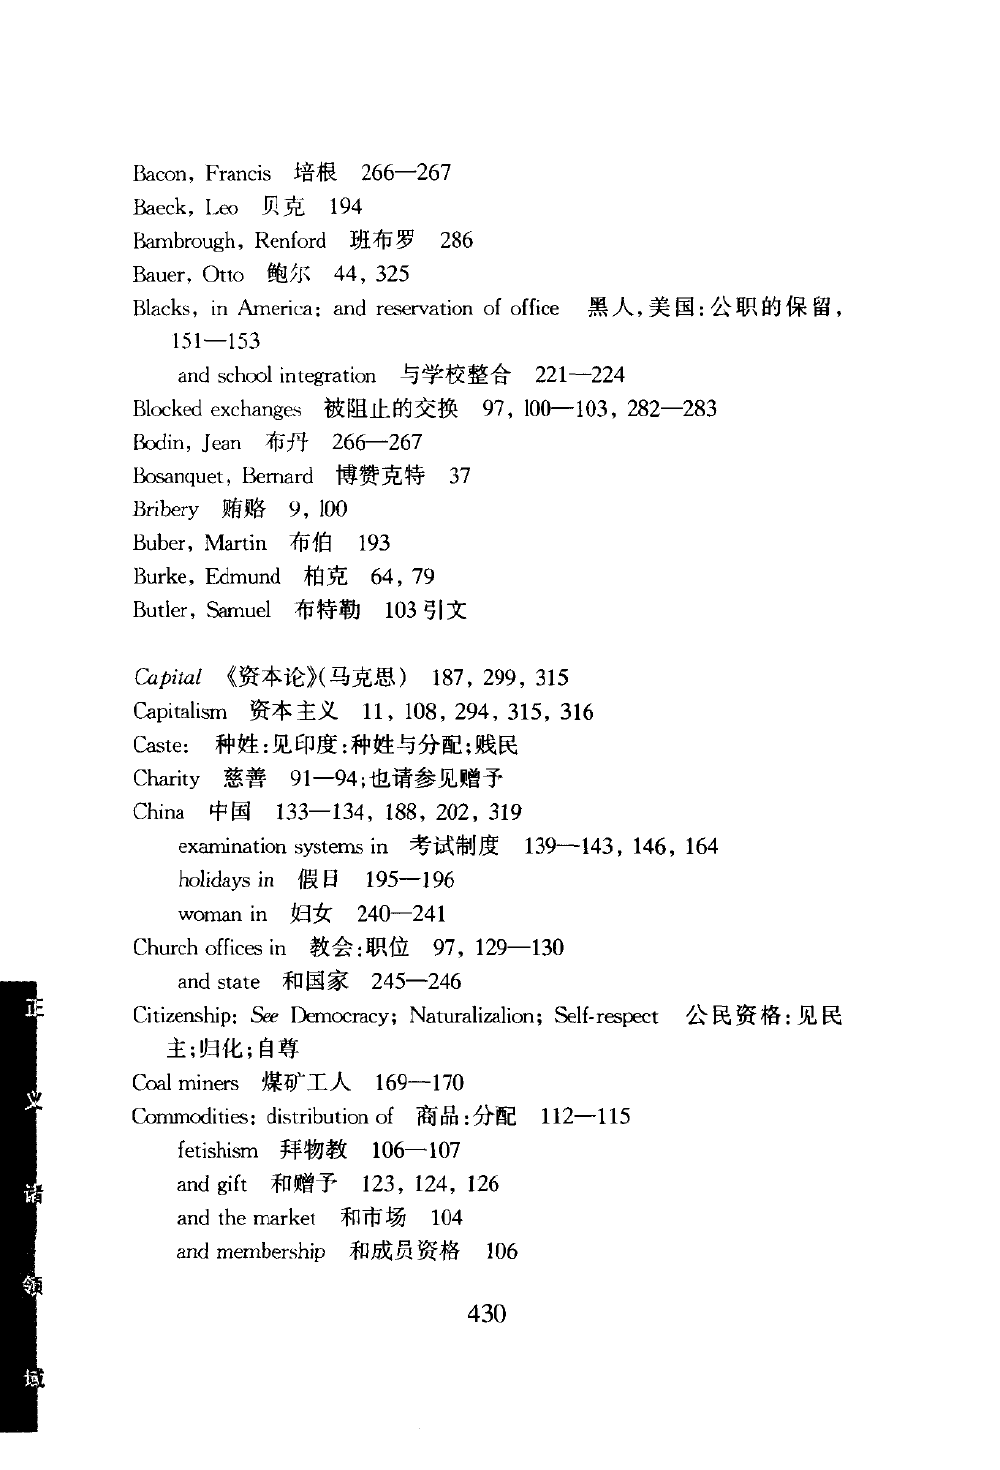 Bacon, Francis 培根 266—267
Baeck, Leo 贝克 194
Bambrough, Renford 班布罗 286
Bauer, Otto 鲍尔 44, 325
Blacks, in America: and reservation of office 黑人,美国:公职的保留,
151—153
and school integration 与学校整合 221—224
Blocked exchanges 被阻止的交换 97, 100—103, 282—283
Bodin, Jean 布丹 266—267
Bosanquet, Bernard 博赞克特 37
Bribery 贿赂 9, 100
Buber, Martin 布伯 193
Burke, Edmund 柏克 64, 79
Butler, Samuel 布特勒 103引文
Capital 《资本论》(马克思) 187, 299, 315
Capitalism 资本主义 11, 108, 294, 315, 316
Caste: 种姓:见印度:种姓与分配;贱民
Charity 慈善 91—94;也请参见赠予
China 中国 133—134, 188, 202, 319
examination systems in 考试制度 139—143, 146, 164
holidays in 假日 195—196
woman in 妇女 240—241
Church offices in 教会:职位 97, 129—130
and state 和国家 245—246
Citizenship: See Democracy; Naturalizalion; Self-respect 公民资格:见民
主;归化;自尊
Coal miners 煤矿工人 169—170
Commodities: distribution of 商品:分配 112—115
fetishism 拜物教 106—107
and gift 和赠予 123, 124, 126
and the market 和市场 104
and membership 和成员资格 106
430
正义诸领域